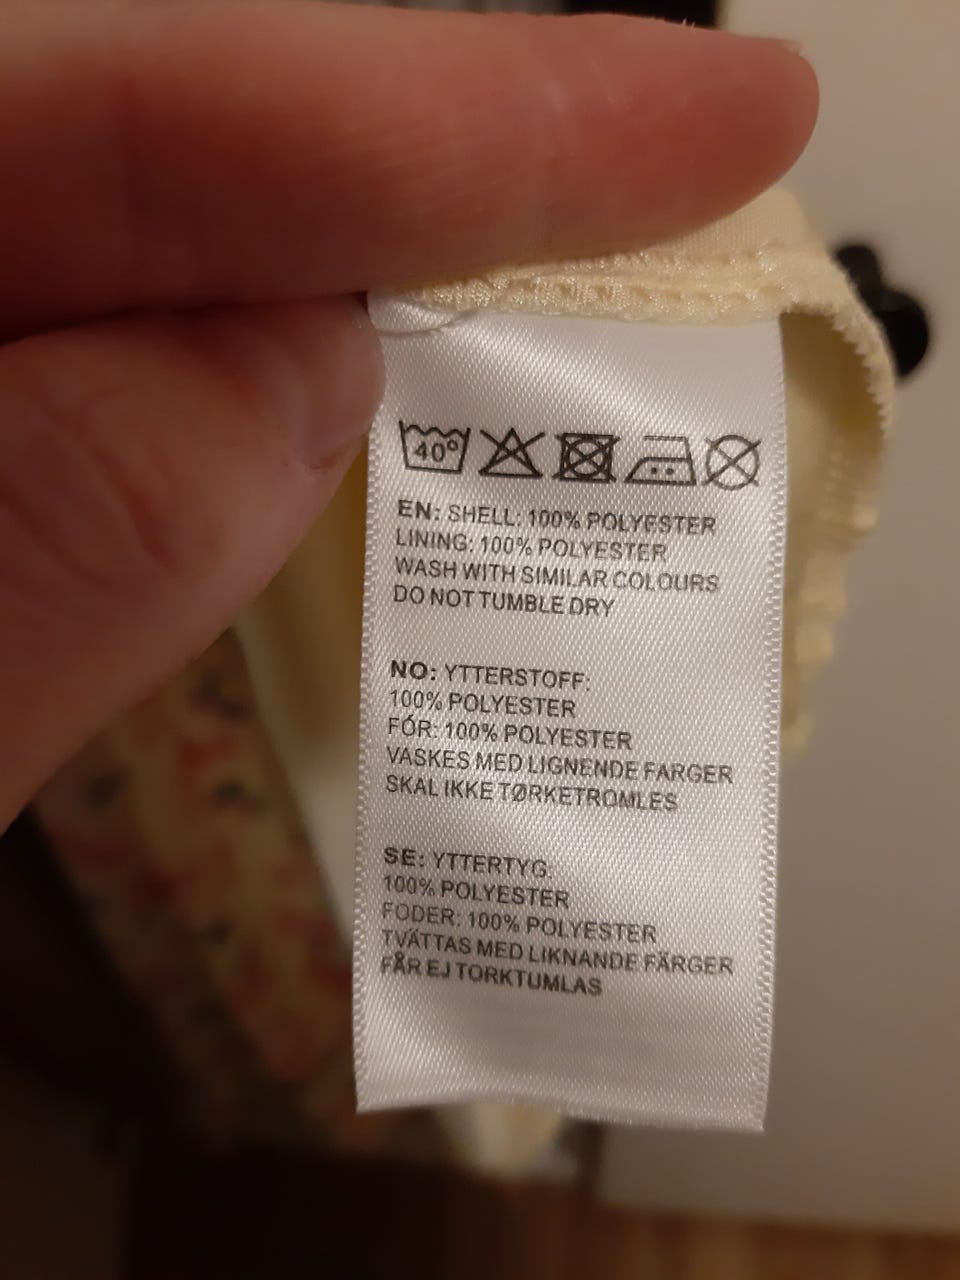 40°
EN: SHELL: 100% POLYESTER
LINING: 100% POLYESTER
WASH WITH SIMILAR COLOURS
DO NOT TUMBLE DRY
NO: YTTERSTOFF:
100% POLYESTER
FÓR: 100% POLYESTER
VASKES MED LIGNENDE FARGER
SKAL IKKE TØRKETROMLES
SE: YTTERTYG:
100% POLYESTER
FODER: 100% POLYESTER
TVÄTTAS MED LIKNANDE FÄRGER
FÅR EJ TORKTUMLAS